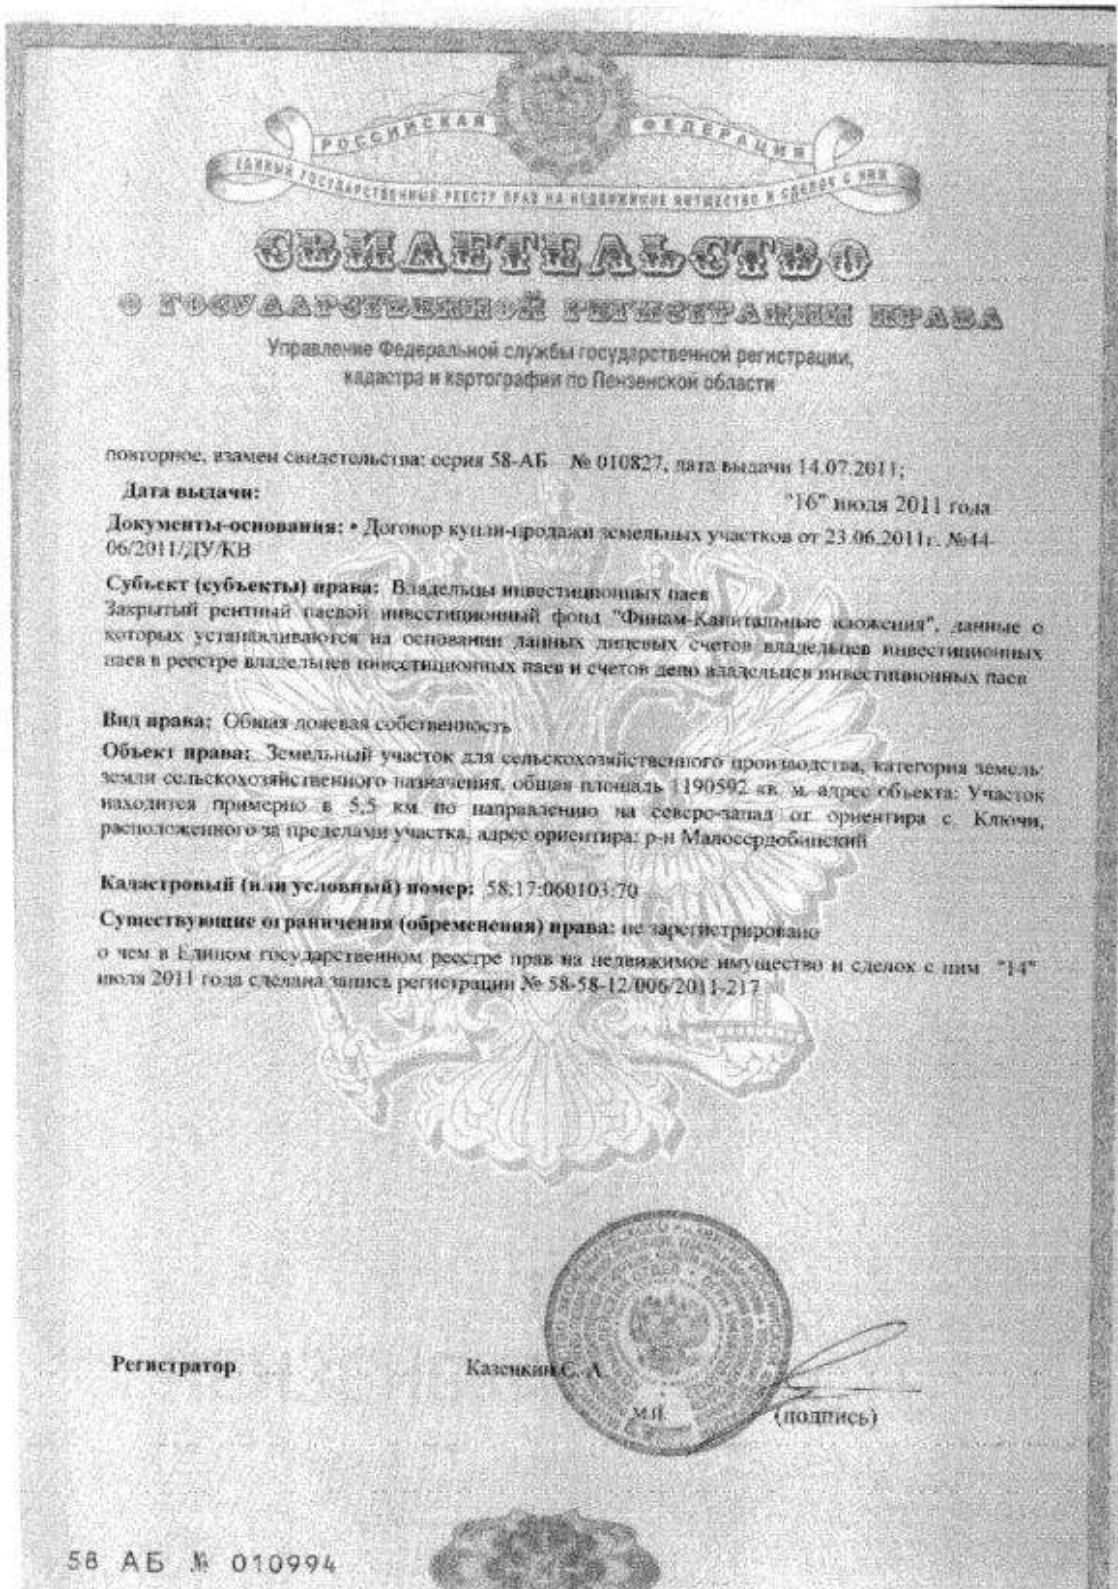 РОССИЙСКАЯ ФЕДЕРАЦИЯ
ЕДИНЫЙ ГОСУДАРСТВЕННЫЙ РЕЕСТР ПРАВ НА НЕДВИЖИМОЕ ИМУЩЕСТВО И СДЕЛОК С НИМ
СВИДЕТЕЛЬСТВО
О ГОСУДАРСТВЕННОЙ РЕГИСТРАЦИИ ПРАВА
Управление Федеральной службы государственной регистрации,
кадастра и картографии по Пензенской области
повторное, взамен свидетельства: серия 58-АБ № 010827, дата выдачи 14.07.2011;
Дата выдачи: "16" июля 2011 года
Документы-основания: • Договор купли-продажи земельных участков от 23.06.2011г. №44-
06/2011/ДУ/КВ
Субъект (субъекты) права: Владельцы инвестиционных паев
Закрытый рентный паевой инвестиционный фонд "Финам-Капитальные вложения", данные о
которых устанавливаются на основании данных лицевых счетов владельцев инвестиционных
паев в реестре владельцев инвестиционных паев и счетов депо владельцев инвестиционных паев
Вид права: Общая долевая собственность
Объект права: Земельный участок для сельскохозяйственного производства, категория земель:
земли сельскохозяйственного назначения, общая площадь 1190592 кв. м, адрес объекта: Участок
находится примерно в 5,5 км по направлению на северо-запад от ориентира с. Ключи,
расположенного за пределами участка, адрес ориентира: р-н Малосердобинский
Кадастровый (или условный) номер: 58:17:060103:70
Существующие ограничения (обременения) права: не зарегистрировано
о чем в Едином государственном реестре прав на недвижимое имущество и сделок с ним "14"
июля 2011 года сделана запись регистрации № 58-58-12/006/2011-217
Регистратор Казенкин С. А.
М.П. (подпись)
58 АБ № 010994